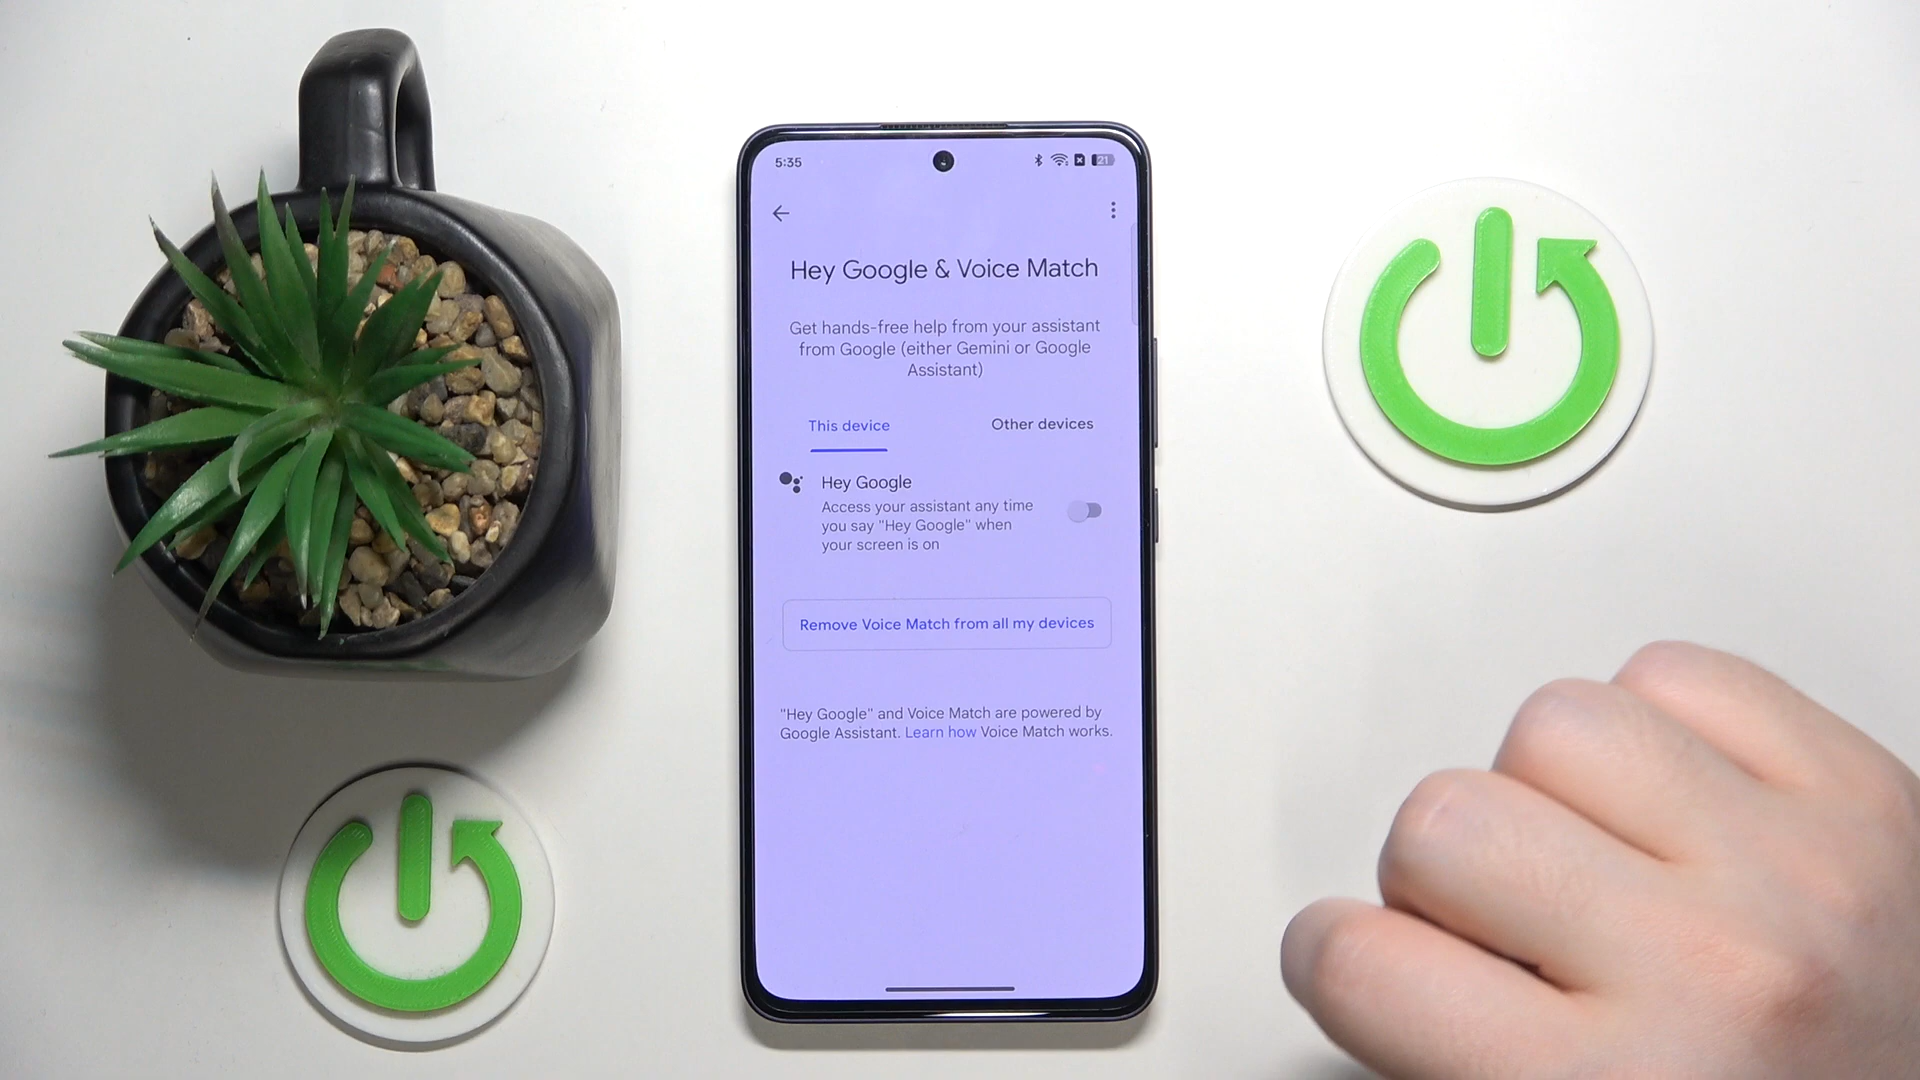 5:35
21
Hey Google & Voice Match
Get hands-free help from your assistant
from Google (either Gemini or Google
Assistant)
This device
Other devices
Hey Google
Access your assistant any time
you say "Hey Google" when
your screen is on
Remove Voice Match from all my devices
"Hey Google" and Voice Match are powered by
Google Assistant. Learn how Voice Match works.